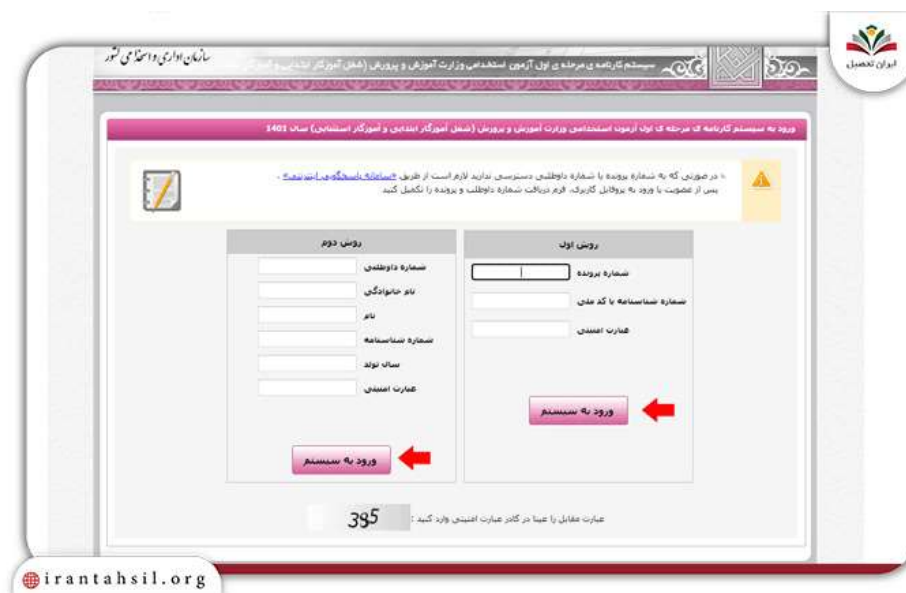 ایران تحصیل
سازمان اداری و استخدامی کشور
سیستم کارنامه ی مرحله ی اول آزمون استخدامی وزارت آموزش و پرورش (شغل آموزگار ابتدایی و آموزگار
ورود به سیستم کارنامه ی مرحله ی اول آزمون استخدامی وزارت آموزش و پرورش (شغل آموزگار ابتدایی و آموزگار استثنایی) سال 1401
در صورتی که به شماره پرونده یا شماره داوطلبی دسترسی ندارید لازم است از طریق «سامانه پاسخگویی اینترنتی» ،
پس از عضویت یا ورود به پروفایل کاربری، فرم دریافت شماره داوطلب و پرونده را تکمیل کنید
روش اول
شماره پرونده
شماره شناسنامه یا کد ملی
عبارت امنیتی
ورود به سیستم
روش دوم
شماره داوطلبی
نام خانوادگی
نام
شماره شناسنامه
سال تولد
عبارت امنیتی
ورود به سیستم
عبارت مقابل را عینا در کادر عبارت امنیتی وارد کنید : 385
irantahsil.org